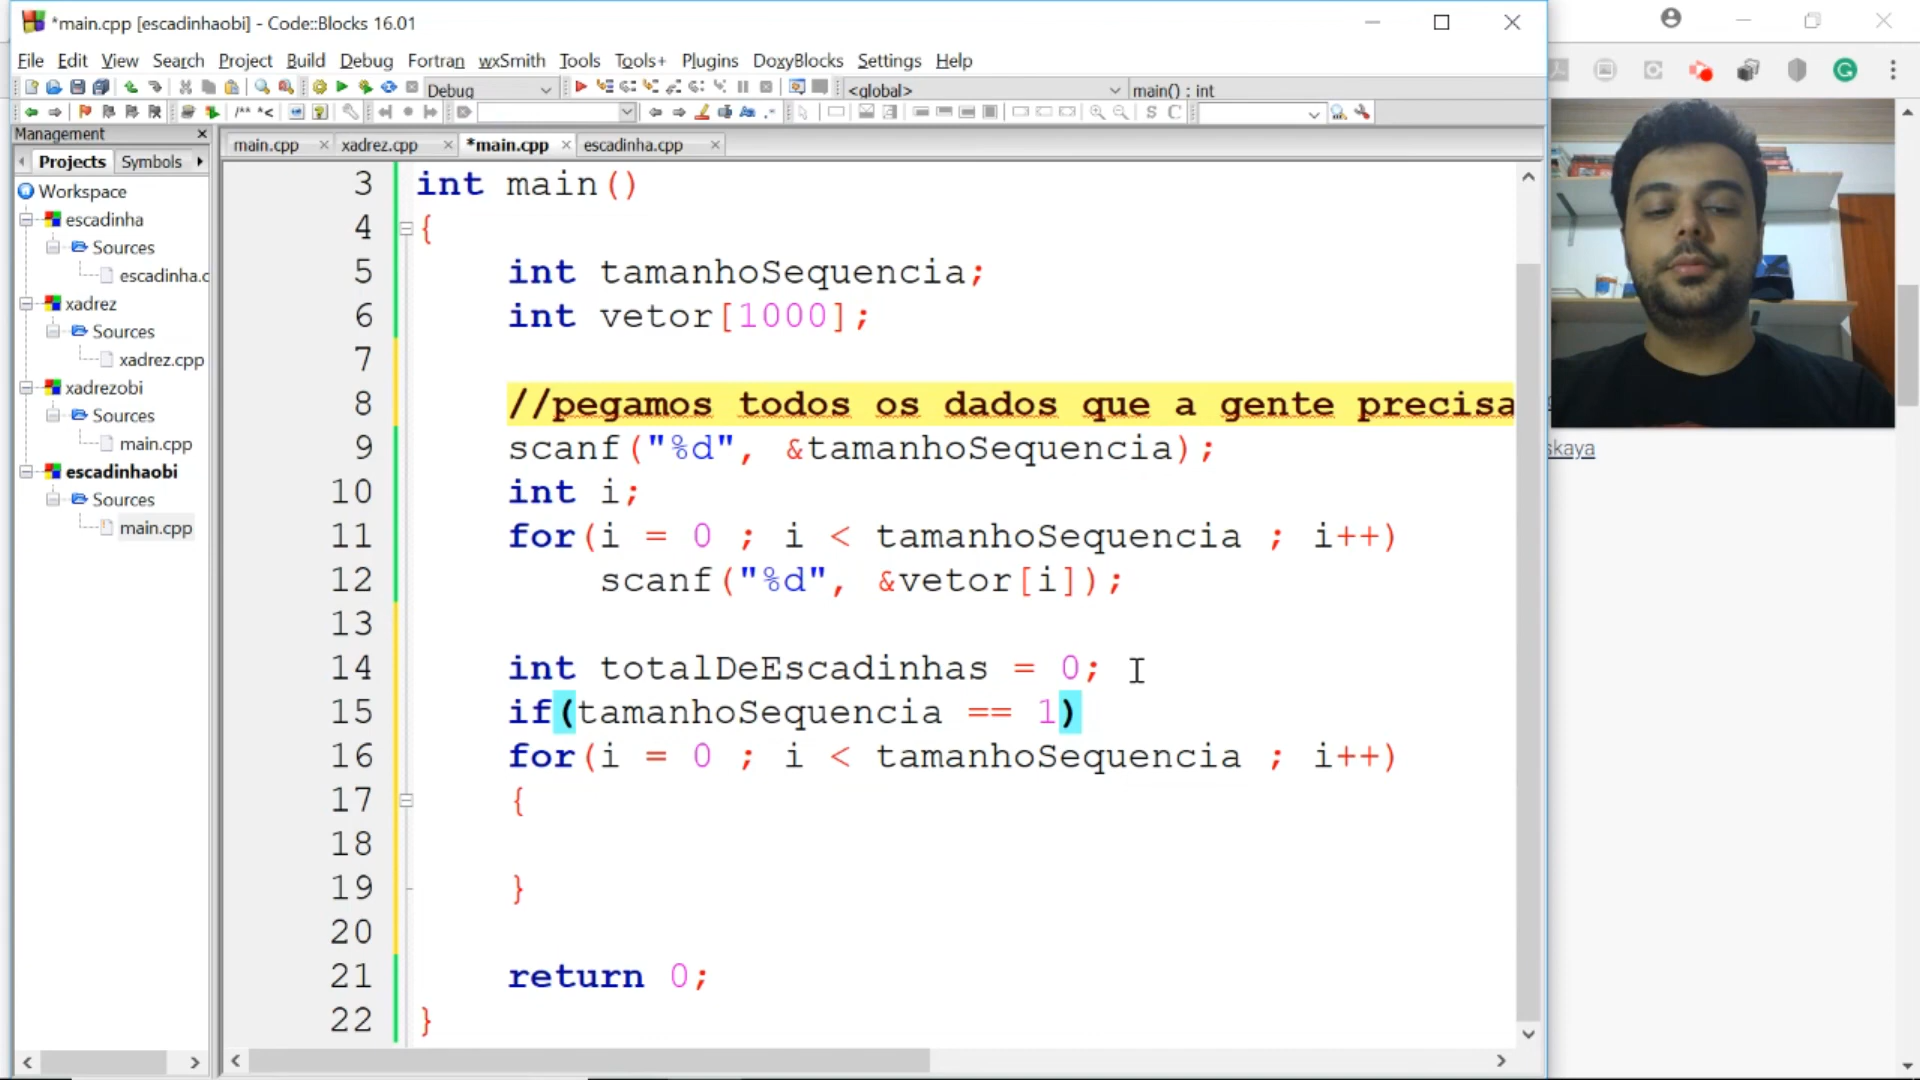 *main.cpp [escadinhaobi] - Code::Blocks 16.01
File Edit View Search Project Build Debug Fortran wxSmith Tools Tools+ Plugins DoxyBlocks Settings Help
Debug <global> main() : int
Management
Projects Symbols
main.cpp xadrez.cpp *main.cpp escadinha.cpp
Workspace
escadinha
Sources
escadinha.c
xadrez
Sources
xadrez.cpp
xadrezobi
Sources
main.cpp
escadinhaobi
Sources
main.cpp
3 int main()
4 {
5 int tamanhoSequencia;
6 int vetor[1000];
7
8 //pegamos todos os dados que a gente precisa
9 scanf("%d", &tamanhoSequencia);
10 int i;
11 for(i = 0 ; i < tamanhoSequencia ; i++)
12 scanf("%d", &vetor[i]);
13
14 int totalDeEscadinhas = 0;
15 if(tamanhoSequencia == 1)
16 for(i = 0 ; i < tamanhoSequencia ; i++)
17 {
18
19 }
20
21 return 0;
22 }
skaya